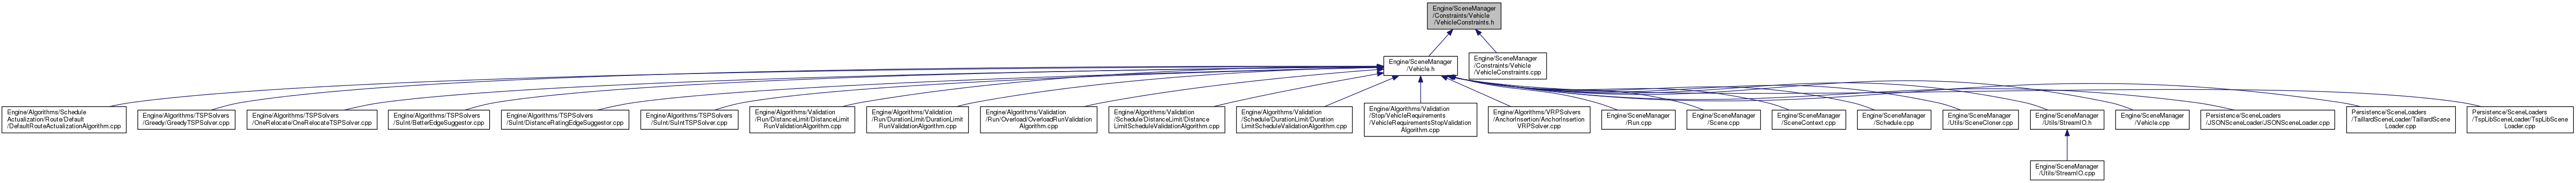 Engine/SceneManager
/Constraints/Vehicle
/VehicleConstraints.h
Engine/SceneManager
/Vehicle.h
Engine/SceneManager
/Constraints/Vehicle
/VehicleConstraints.cpp
Engine/Algorithms/Schedule
Actualization/Route/Default
/DefaultRouteActualizationAlgorithm.cpp
Engine/Algorithms/TSPSolvers
/Greedy/GreedyTSPSolver.cpp
Engine/Algorithms/TSPSolvers
/OneRelocate/OneRelocateTSPSolver.cpp
Engine/Algorithms/TSPSolvers
/SuInt/BetterEdgeSuggestor.cpp
Engine/Algorithms/TSPSolvers
/SuInt/DistanceRatingEdgeSuggestor.cpp
Engine/Algorithms/TSPSolvers
/SuInt/SuIntTSPSolver.cpp
Engine/Algorithms/Validation
/Run/DistanceLimit/DistanceLimit
RunValidationAlgorithm.cpp
Engine/Algorithms/Validation
/Run/DurationLimit/DurationLimit
RunValidationAlgorithm.cpp
Engine/Algorithms/Validation
/Run/Overload/OverloadRunValidation
Algorithm.cpp
Engine/Algorithms/Validation
/Schedule/DistanceLimit/Distance
LimitScheduleValidationAlgorithm.cpp
Engine/Algorithms/Validation
/Schedule/DurationLimit/Duration
LimitScheduleValidationAlgorithm.cpp
Engine/Algorithms/Validation
/Stop/VehicleRequirements
/VehicleRequirementsStopValidation
Algorithm.cpp
Engine/Algorithms/VRPSolvers
/AnchorInsertion/AnchorInsertion
VRPSolver.cpp
Engine/SceneManager
/Run.cpp
Engine/SceneManager
/Scene.cpp
Engine/SceneManager
/SceneContext.cpp
Engine/SceneManager
/Schedule.cpp
Engine/SceneManager
/Utils/SceneCloner.cpp
Engine/SceneManager
/Utils/StreamIO.h
Engine/SceneManager
/Vehicle.cpp
Persistence/SceneLoaders
/JSONSceneLoader/JSONSceneLoader.cpp
Persistence/SceneLoaders
/TaillardSceneLoader/TaillardScene
Loader.cpp
Persistence/SceneLoaders
/TspLibSceneLoader/TspLibScene
Loader.cpp
Engine/SceneManager
/Utils/StreamIO.cpp